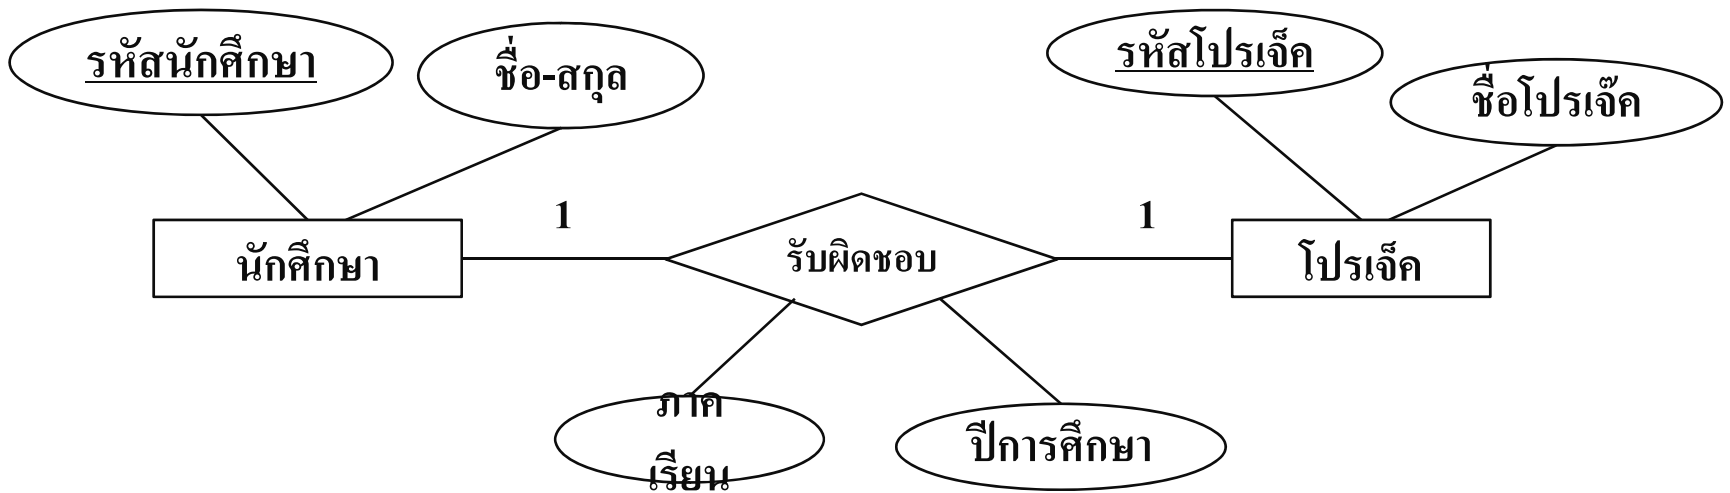 รหัสนักศึกษา
ชื่อ-สกุล
รหัสโปรเจ็ค
ชื่อโปรเจ๊ค
1
1
นักศึกษา
รับผิดชอบ
โปรเจ็ค
ภาค
เรียน
ปีการศึกษา